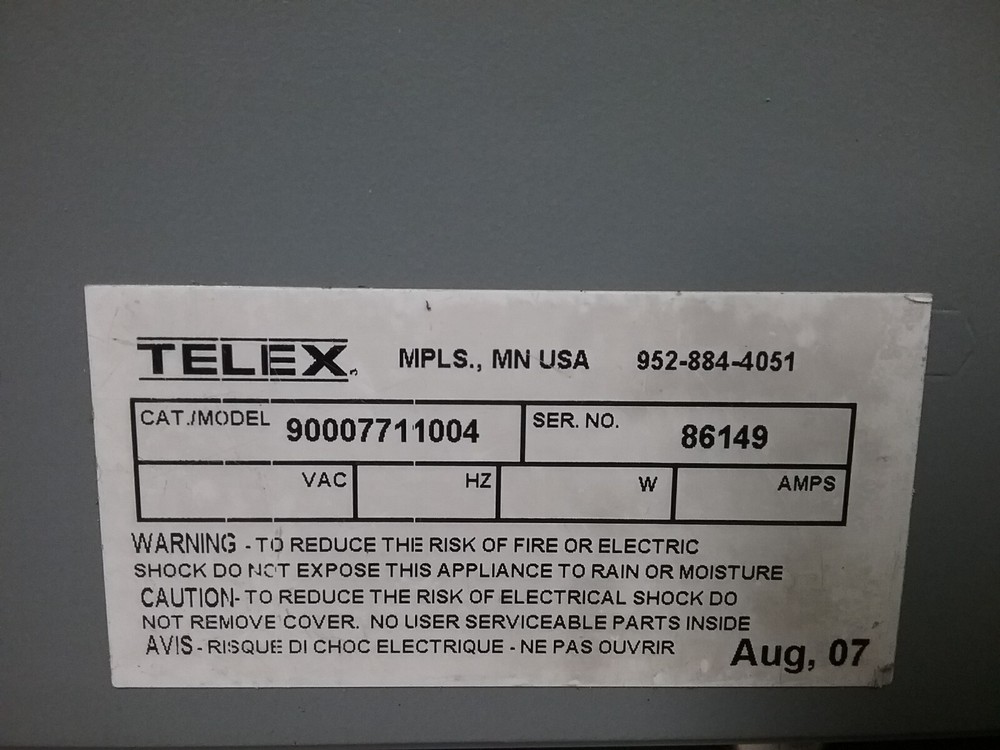 TELEX MPLS., MN USA 952-884-4051
CAT./MODEL 90007711004 SER. NO. 86149
VAC HZ W AMPS
WARNING - TO REDUCE THE RISK OF FIRE OR ELECTRIC
SHOCK DO NOT EXPOSE THIS APPLIANCE TO RAIN OR MOISTURE
CAUTION- TO REDUCE THE RISK OF ELECTRICAL SHOCK DO
NOT REMOVE COVER. NO USER SERVICEABLE PARTS INSIDE
AVIS - RISQUE DI CHOC ELECTRIQUE - NE PAS OUVRIR
Aug, 07